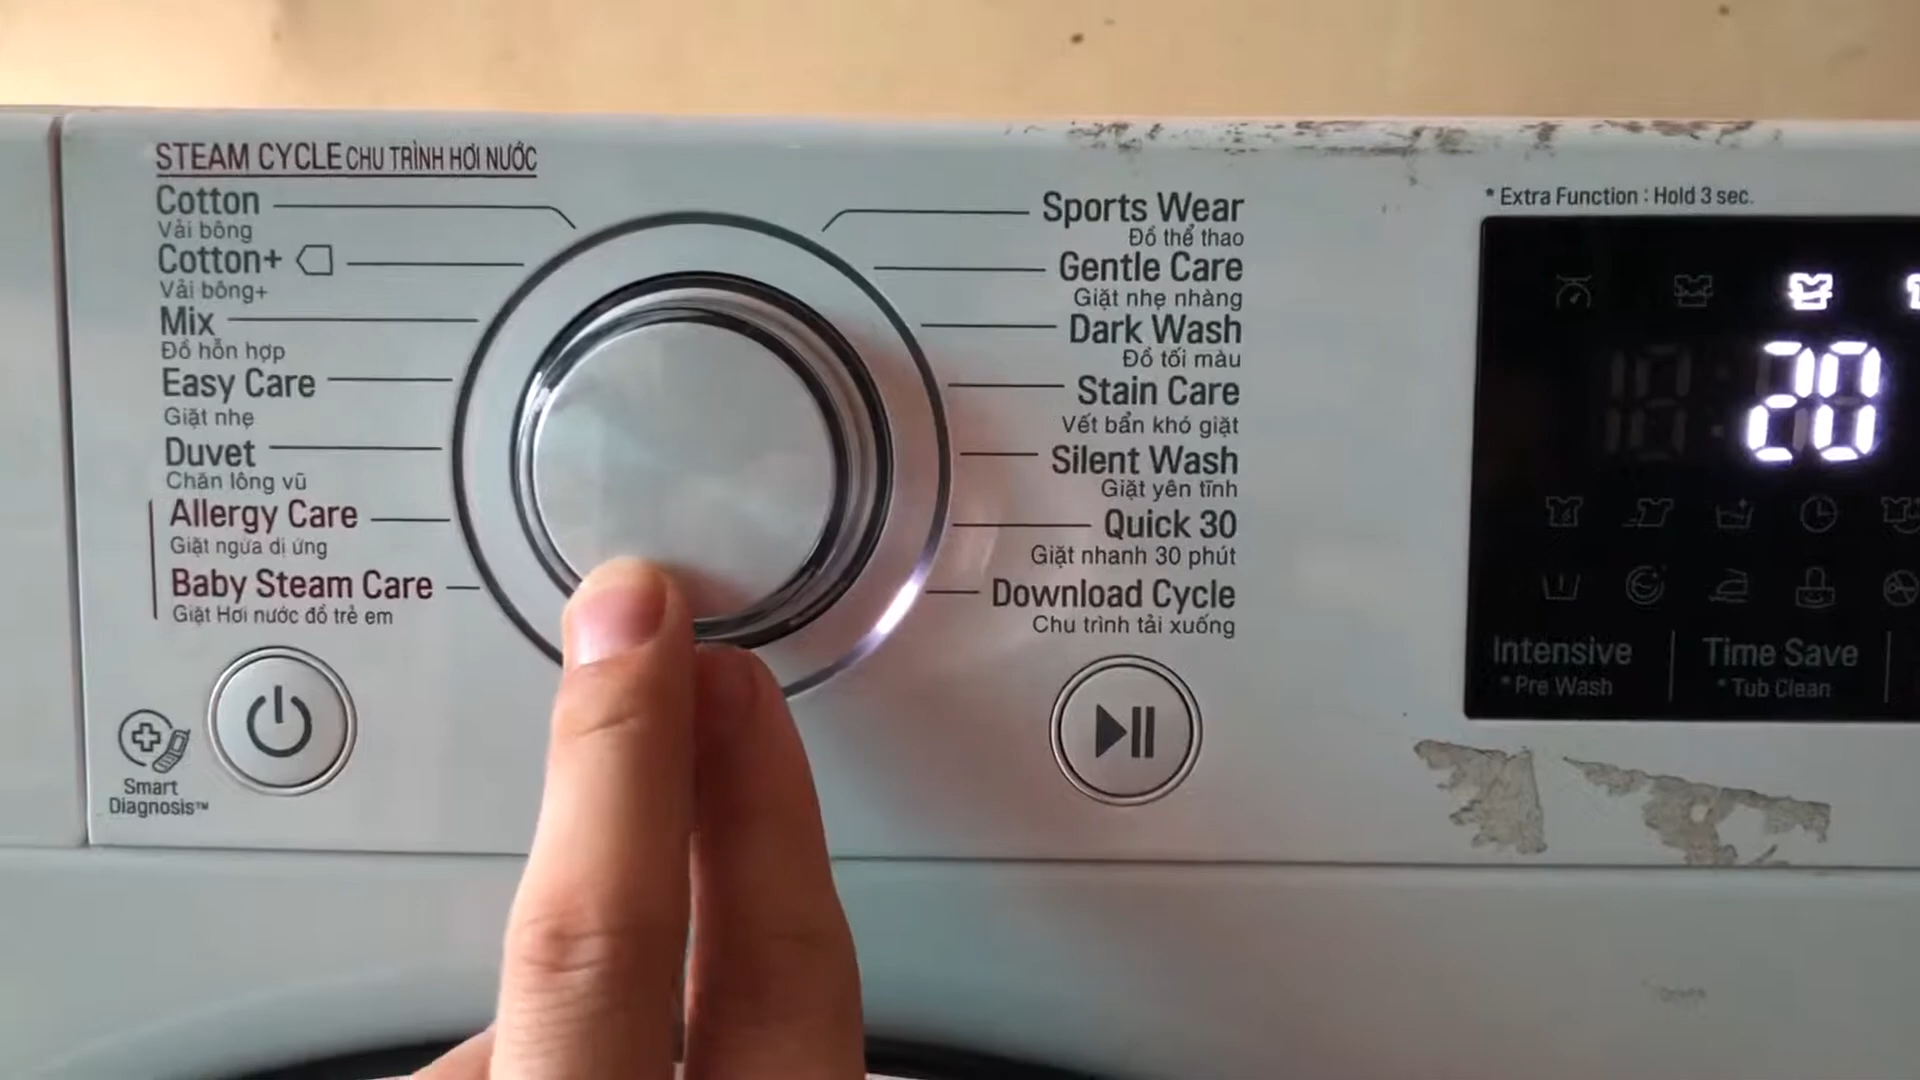 STEAM CYCLE CHU TRÌNH HƠI NƯỚC
Cotton
Vải bông
Cotton+
Vải bông+
Mix
Đồ hỗn hợp
Easy Care
Giặt nhẹ
Duvet
Chăn lông vũ
Allergy Care
Giặt ngừa dị ứng
Baby Steam Care
Giặt Hơi nước đồ trẻ em
Smart
Diagnosis™
Sports Wear
Đồ thể thao
Gentle Care
Giặt nhẹ nhàng
Dark Wash
Đồ tối màu
Stain Care
Vết bẩn khó giặt
Silent Wash
Giặt yên tĩnh
Quick 30
Giặt nhanh 30 phút
Download Cycle
Chu trình tải xuống
* Extra Function : Hold 3 sec.
Intensive
* Pre Wash
Time Save
* Tub Clean